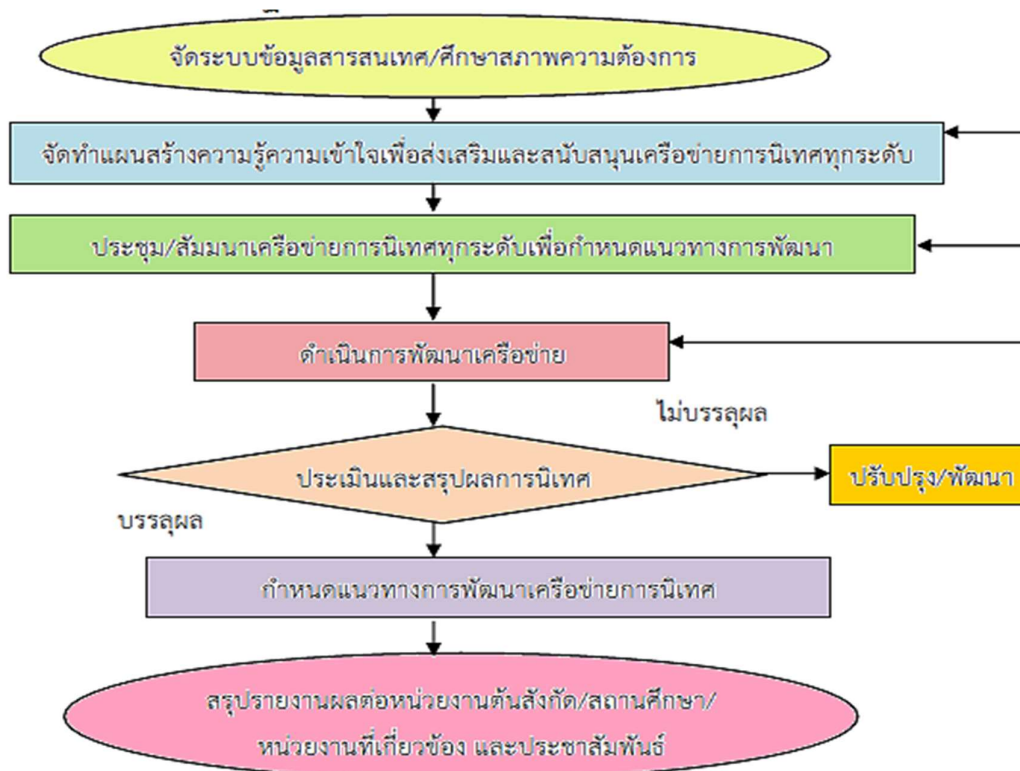 จัดระบบข้อมูลสารสนเทศ/ศึกษาสภาพความต้องการ
จัดทำแผนสร้างความรู้ความเข้าใจเพื่อส่งเสริมและสนับสนุนเครือข่ายการนิเทศทุกระดับ
ประชุม/สัมมนาเครือข่ายการนิเทศทุกระดับเพื่อกำหนดแนวทางการพัฒนา
ดำเนินการพัฒนาเครือข่าย
ไม่บรรลุผล
ประเมินและสรุปผลการนิเทศ
ปรับปรุง/พัฒนา
บรรลุผล
กำหนดแนวทางการพัฒนาเครือข่ายการนิเทศ
สรุปรายงานผลต่อหน่วยงานต้นสังกัด/สถานศึกษา/
หน่วยงานที่เกี่ยวข้อง และประชาสัมพันธ์